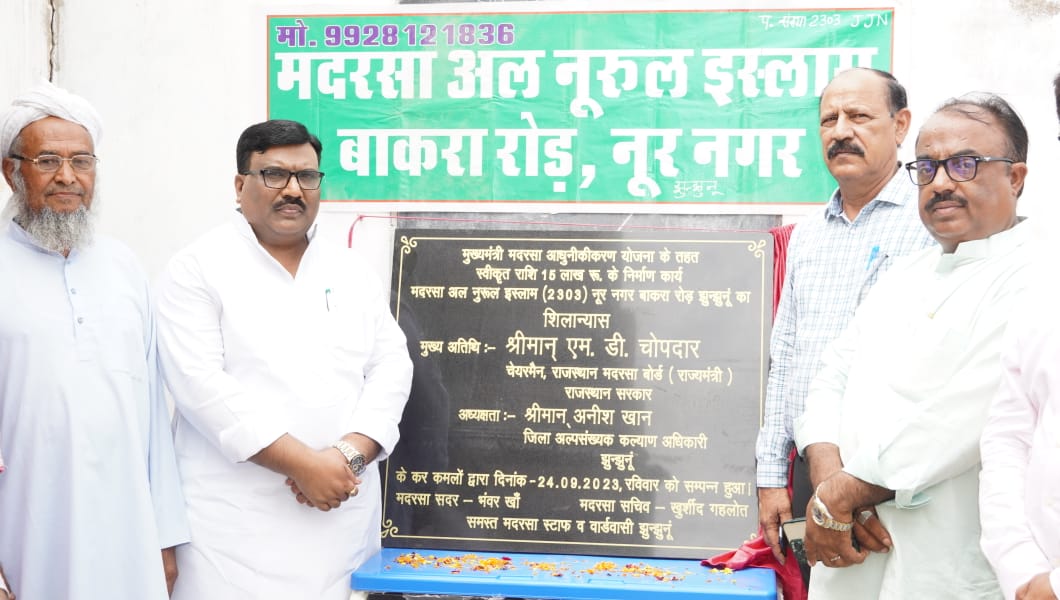 मो. 9928121836
प. संख्या 2303 JJN
मदरसा अल नूरूल इस्लाम
बाकरा रोड़, नूर नगर
झुन्झुनू
मुख्यमंत्री मदरसा आधुनीकीकरण योजना के तहत
स्वीकृत राशि 15 लाख रू. के निर्माण कार्य
मदरसा अल नुरूल इस्लाम (2303) नूर नगर बाकरा रोड़ झुन्झुनूं का
शिलान्यास
मुख्य अतिथि :– श्रीमान् एम. डी. चोपदार
चेयरमैन, राजस्थान मदरसा बोर्ड ( राज्यमंत्री )
राजस्थान सरकार
अध्यक्षता :– श्रीमान् अनीश खान
जिला अल्पसंख्यक कल्याण अधिकारी
झुन्झुनूं
के कर कमलों द्वारा दिनांक - 24.09.2023, रविवार को सम्पन्न हुआ।
मदरसा सदर – भंवर खाँ मदरसा सचिव – खुर्शीद गहलोत
समस्त मदरसा स्टाफ व वार्डवासी झुन्झुनूं